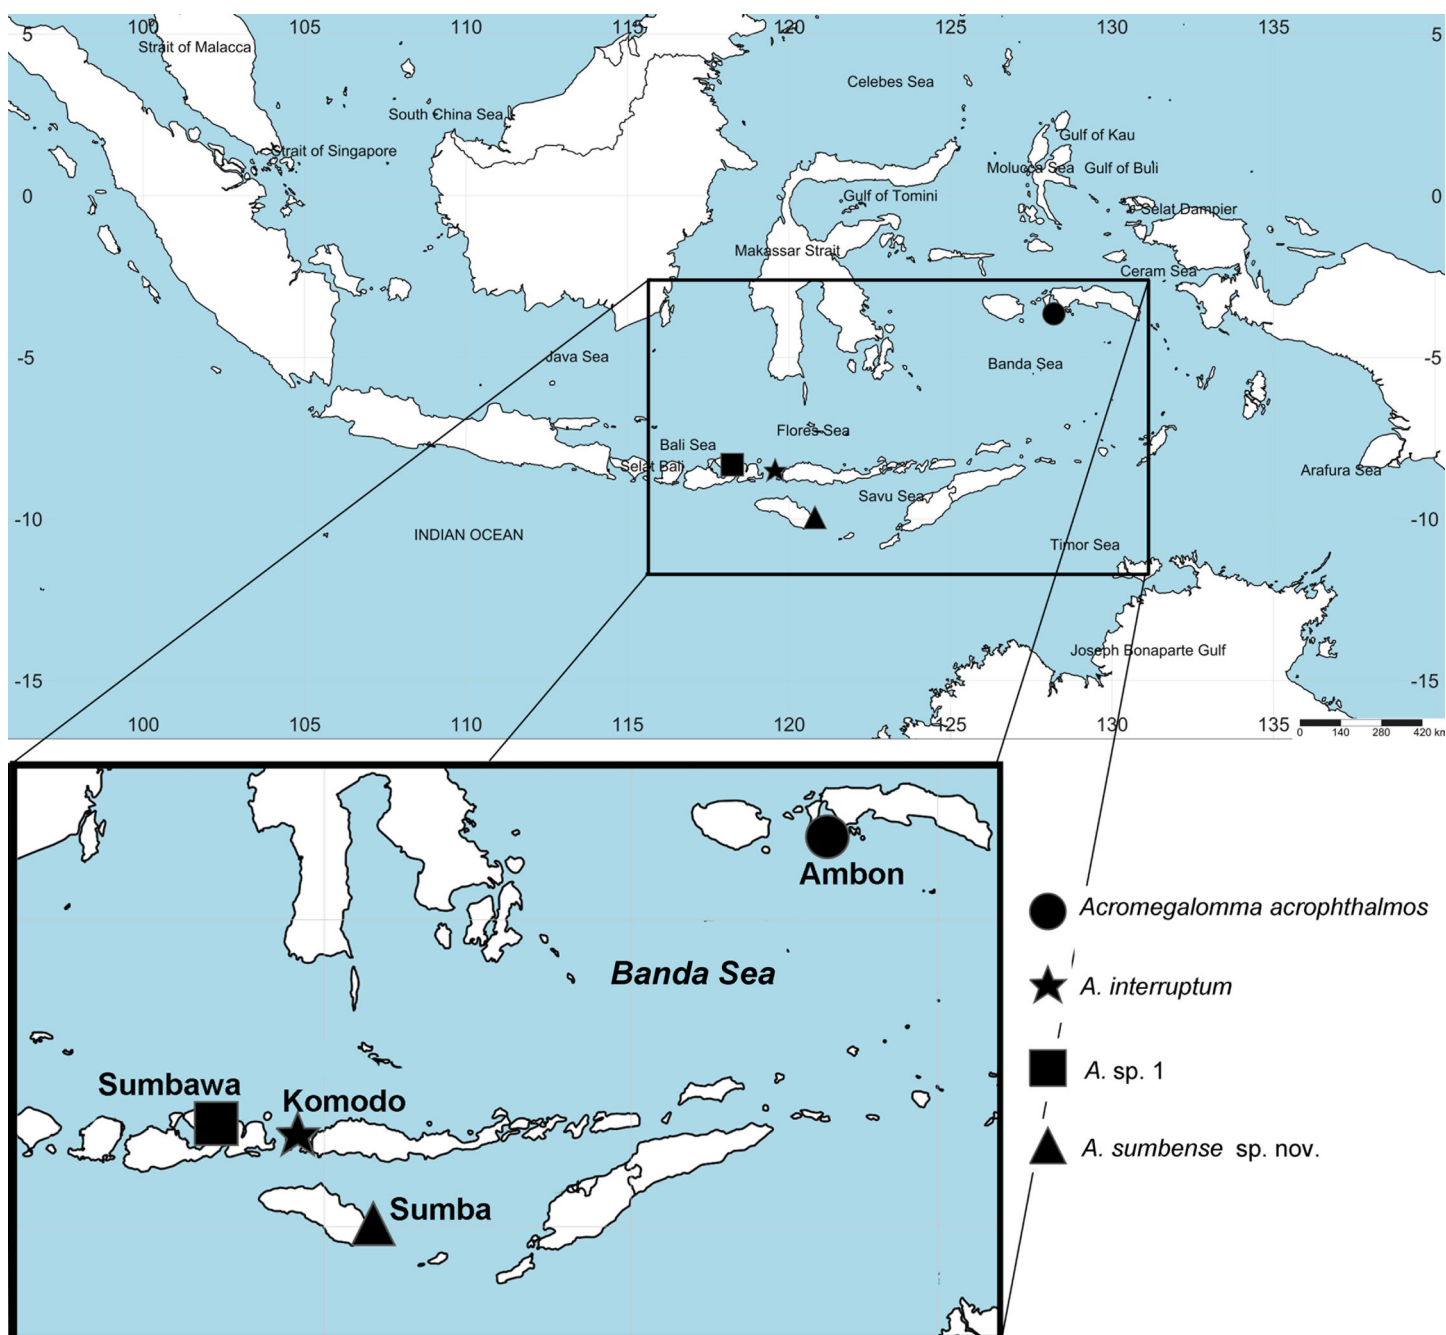 100 105 110 115 120 125 130 135
5 5
Strait of Malacca
Celebes Sea
South China Sea
Gulf of Kau
Strait of Singapore
Molucca Sea Gulf of Buli
0 Gulf of Tomini 0
Selat Dampier
Makassar Strait
Ceram Sea
-5 Java Sea Banda Sea -5
Flores Sea
Bali Sea
Selat Bali Arafura Sea
Savu Sea
-10 -10
INDIAN OCEAN
Timor Sea
Joseph Bonaparte Gulf
-15 -15
100 105 110 115 120 125 130 135
0 140 280 420 km
Ambon
Banda Sea
Sumbawa
Komodo
Sumba
Acromegalomma acrophthalmos
A. interruptum
A. sp. 1
A. sumbense sp. nov.